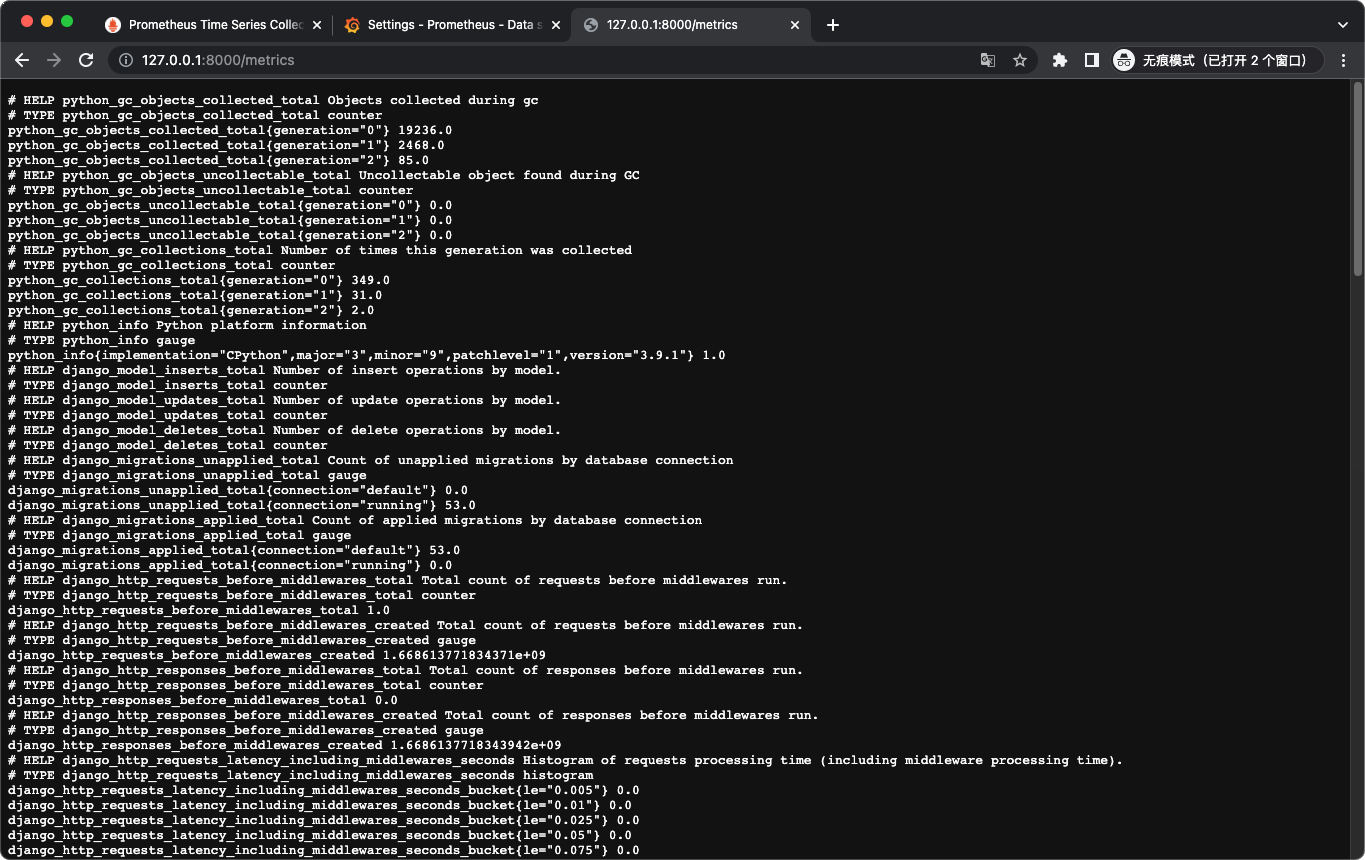 Prometheus Time Series Collec
Settings - Prometheus - Data s
127.0.0.1:8000/metrics
127.0.0.1:8000/metrics
无痕模式（已打开 2 个窗口）
# HELP python_gc_objects_collected_total Objects collected during gc
# TYPE python_gc_objects_collected_total counter
python_gc_objects_collected_total{generation="0"} 19236.0
python_gc_objects_collected_total{generation="1"} 2468.0
python_gc_objects_collected_total{generation="2"} 85.0
# HELP python_gc_objects_uncollectable_total Uncollectable object found during GC
# TYPE python_gc_objects_uncollectable_total counter
python_gc_objects_uncollectable_total{generation="0"} 0.0
python_gc_objects_uncollectable_total{generation="1"} 0.0
python_gc_objects_uncollectable_total{generation="2"} 0.0
# HELP python_gc_collections_total Number of times this generation was collected
# TYPE python_gc_collections_total counter
python_gc_collections_total{generation="0"} 349.0
python_gc_collections_total{generation="1"} 31.0
python_gc_collections_total{generation="2"} 2.0
# HELP python_info Python platform information
# TYPE python_info gauge
python_info{implementation="CPython",major="3",minor="9",patchlevel="1",version="3.9.1"} 1.0
# HELP django_model_inserts_total Number of insert operations by model.
# TYPE django_model_inserts_total counter
# HELP django_model_updates_total Number of update operations by model.
# TYPE django_model_updates_total counter
# HELP django_model_deletes_total Number of delete operations by model.
# TYPE django_model_deletes_total counter
# HELP django_migrations_unapplied_total Count of unapplied migrations by database connection
# TYPE django_migrations_unapplied_total gauge
django_migrations_unapplied_total{connection="default"} 0.0
django_migrations_unapplied_total{connection="running"} 53.0
# HELP django_migrations_applied_total Count of applied migrations by database connection
# TYPE django_migrations_applied_total gauge
django_migrations_applied_total{connection="default"} 53.0
django_migrations_applied_total{connection="running"} 0.0
# HELP django_http_requests_before_middlewares_total Total count of requests before middlewares run.
# TYPE django_http_requests_before_middlewares_total counter
django_http_requests_before_middlewares_total 1.0
# HELP django_http_requests_before_middlewares_created Total count of requests before middlewares run.
# TYPE django_http_requests_before_middlewares_created gauge
django_http_requests_before_middlewares_created 1.668613771834371e+09
# HELP django_http_responses_before_middlewares_total Total count of responses before middlewares run.
# TYPE django_http_responses_before_middlewares_total counter
django_http_responses_before_middlewares_total 0.0
# HELP django_http_responses_before_middlewares_created Total count of responses before middlewares run.
# TYPE django_http_responses_before_middlewares_created gauge
django_http_responses_before_middlewares_created 1.6686137718343942e+09
# HELP django_http_requests_latency_including_middlewares_seconds Histogram of requests processing time (including middleware processing time).
# TYPE django_http_requests_latency_including_middlewares_seconds histogram
django_http_requests_latency_including_middlewares_seconds_bucket{le="0.005"} 0.0
django_http_requests_latency_including_middlewares_seconds_bucket{le="0.01"} 0.0
django_http_requests_latency_including_middlewares_seconds_bucket{le="0.025"} 0.0
django_http_requests_latency_including_middlewares_seconds_bucket{le="0.05"} 0.0
django_http_requests_latency_including_middlewares_seconds_bucket{le="0.075"} 0.0